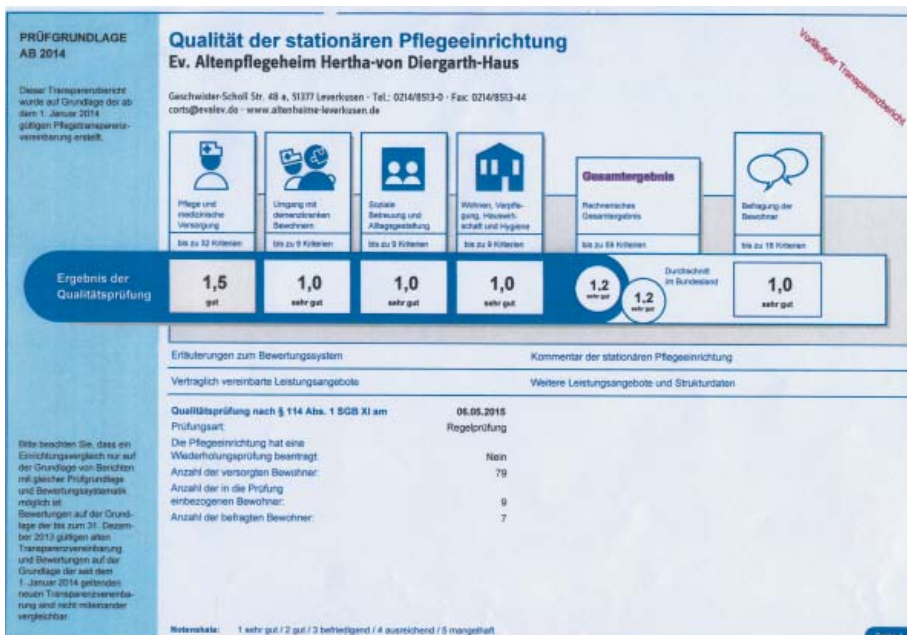 PRÜFGRUNDLAGE
AB 2014
Dieser Transparenzbericht
wurde auf Grundlage der ab
dem 1. Januar 2014
gültigen Pflegetransparenz-
vereinbarung erstellt.
Qualität der stationären Pflegeeinrichtung
Ev. Altenpflegeheim Hertha-von Diergarth-Haus
Geschwister-Scholl Str. 48 a, 51377 Leverkusen · Tel.: 0214/8513-0 · Fax: 0214/8513-44
corts@evalev.de · www.altenheime-leverkusen.de
Vorläufiger Transparenzbericht
Pflege und
medizinische
Versorgung
bis zu 32 Kriterien
Umgang mit
demenzkranken
Bewohnern
bis zu 9 Kriterien
Soziale
Betreuung und
Alltagsgestaltung
bis zu 9 Kriterien
Wohnen, Verpfle-
gung, Hauswirt-
schaft und Hygiene
bis zu 9 Kriterien
Gesamtergebnis
Rechnerisches
Gesamtergebnis
bis zu 59 Kriterien
Befragung der
Bewohner
bis zu 18 Kriterien
Ergebnis der
Qualitätsprüfung
1,5
gut
1,0
sehr gut
1,0
sehr gut
1,0
sehr gut
1,2
sehr gut
1,2
sehr gut
Durchschnitt
im Bundesland
1,0
sehr gut
Erläuterungen zum Bewertungssystem
Kommentar der stationären Pflegeeinrichtung
Vertraglich vereinbarte Leistungsangebote
Weitere Leistungsangebote und Strukturdaten
Qualitätsprüfung nach § 114 Abs. 1 SGB XI am 06.05.2015
Prüfungsart: Regelprüfung
Die Pflegeeinrichtung hat eine
Wiederholungsprüfung beantragt: Nein
Anzahl der versorgten Bewohner: 79
Anzahl der in die Prüfung
einbezogenen Bewohner: 9
Anzahl der befragten Bewohner: 7
Bitte beachten Sie, dass ein
Einrichtungsvergleich nur auf
der Grundlage von Berichten
mit gleicher Prüfgrundlage
und Bewertungssystematik
möglich ist.
Bewertungen auf der Grund-
lage der bis zum 31. Dezem-
ber 2013 gültigen alten
Transparenzvereinbarung
und Bewertungen auf der
Grundlage der seit dem
1. Januar 2014 geltenden
neuen Transparenzvereinba-
rung sind nicht miteinander
vergleichbar.
Notenskala: 1 sehr gut / 2 gut / 3 befriedigend / 4 ausreichend / 5 mangelhaft